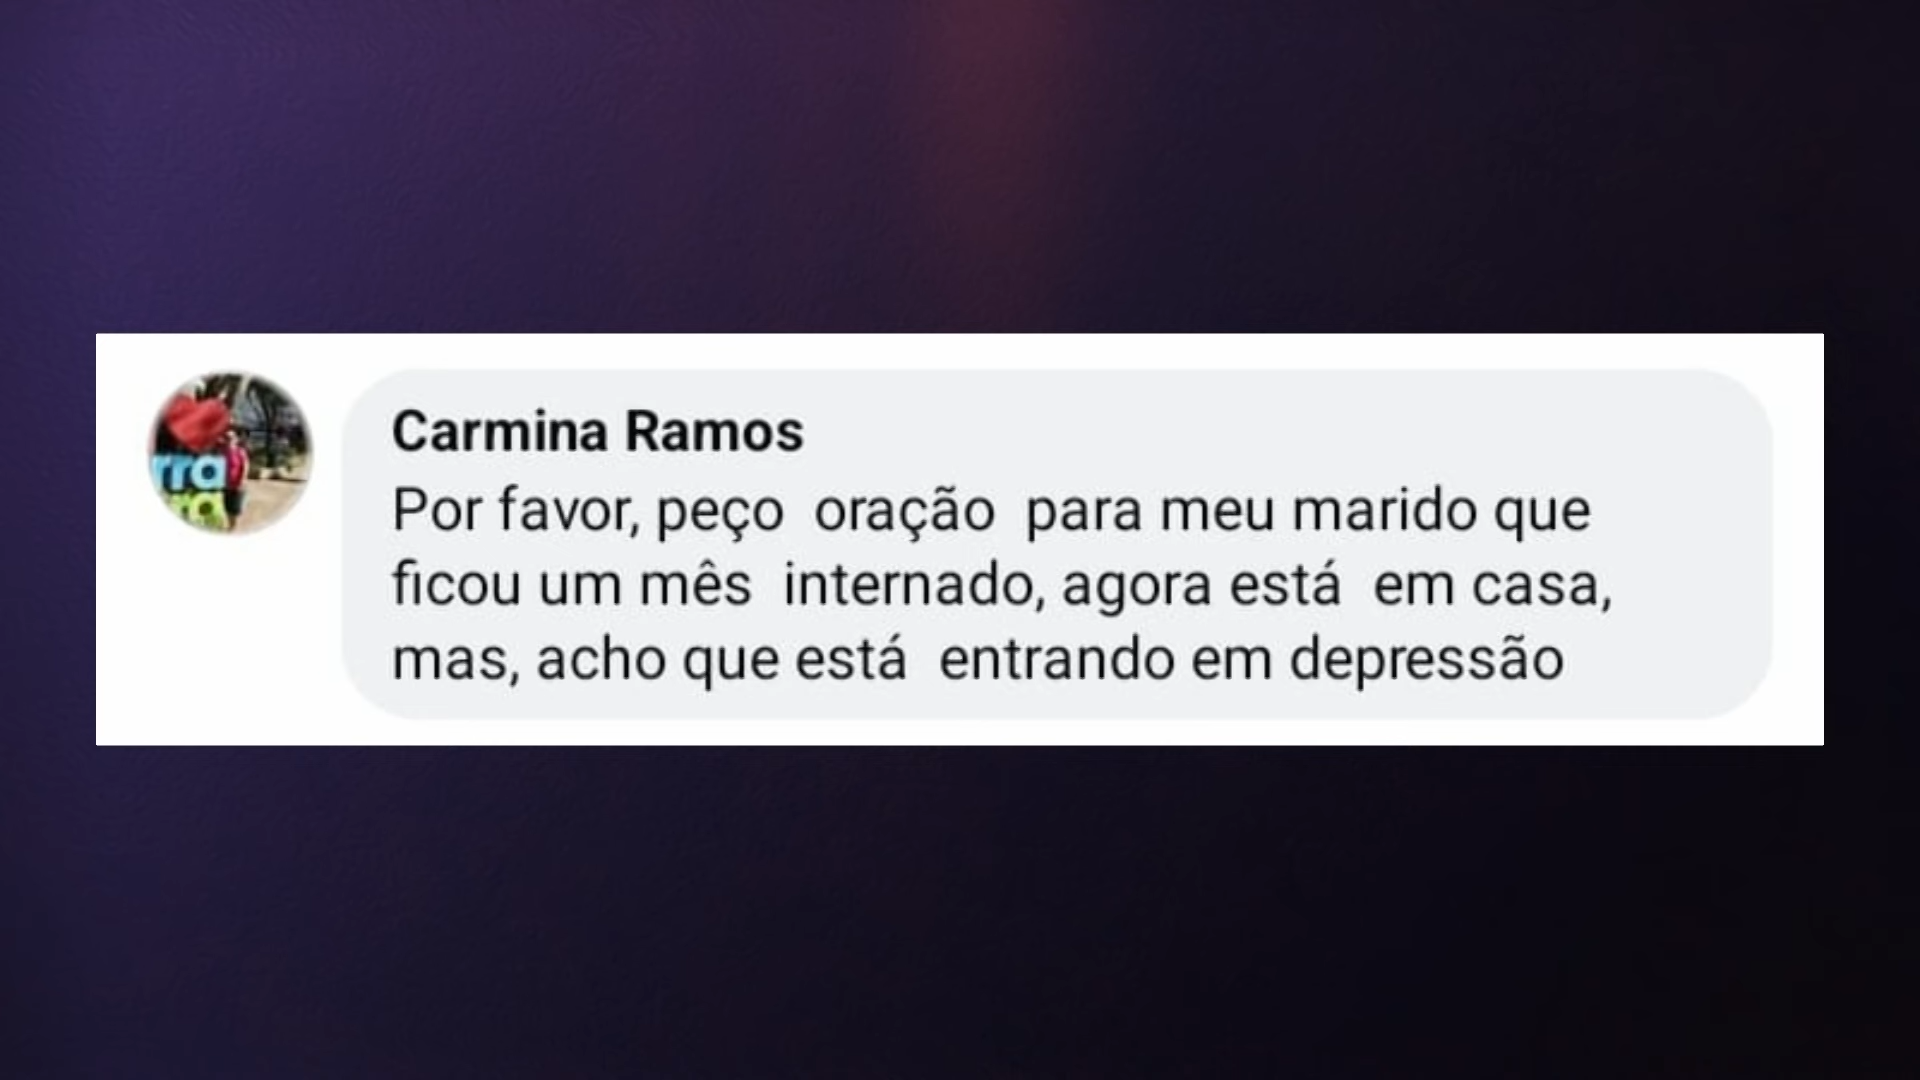 Carmina Ramos
Por favor, peço oração para meu marido que
ficou um mês internado, agora está em casa,
mas, acho que está entrando em depressão
rra